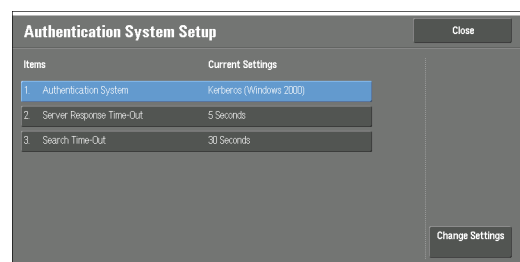 Authentication System Setup
Close
Items Current Settings
1. Authentication System Kerberos (Windows 2000)
2. Server Response Time-Out 5 Seconds
3. Search Time-Out 30 Seconds
Change Settings